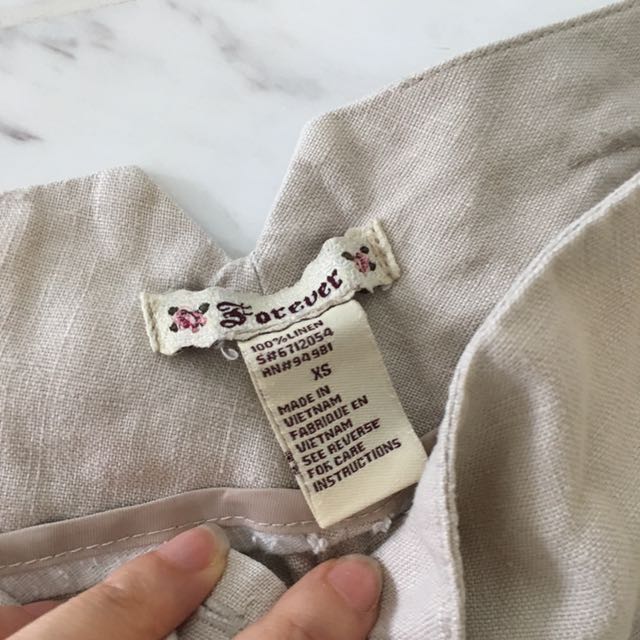 Forever
100%LINEN
S#6712054
RN#94981
XS
MADE IN
VIETNAM
FABRIQUE EN
VIETNAM
SEE REVERSE
FOR CARE
INSTRUCTIONS